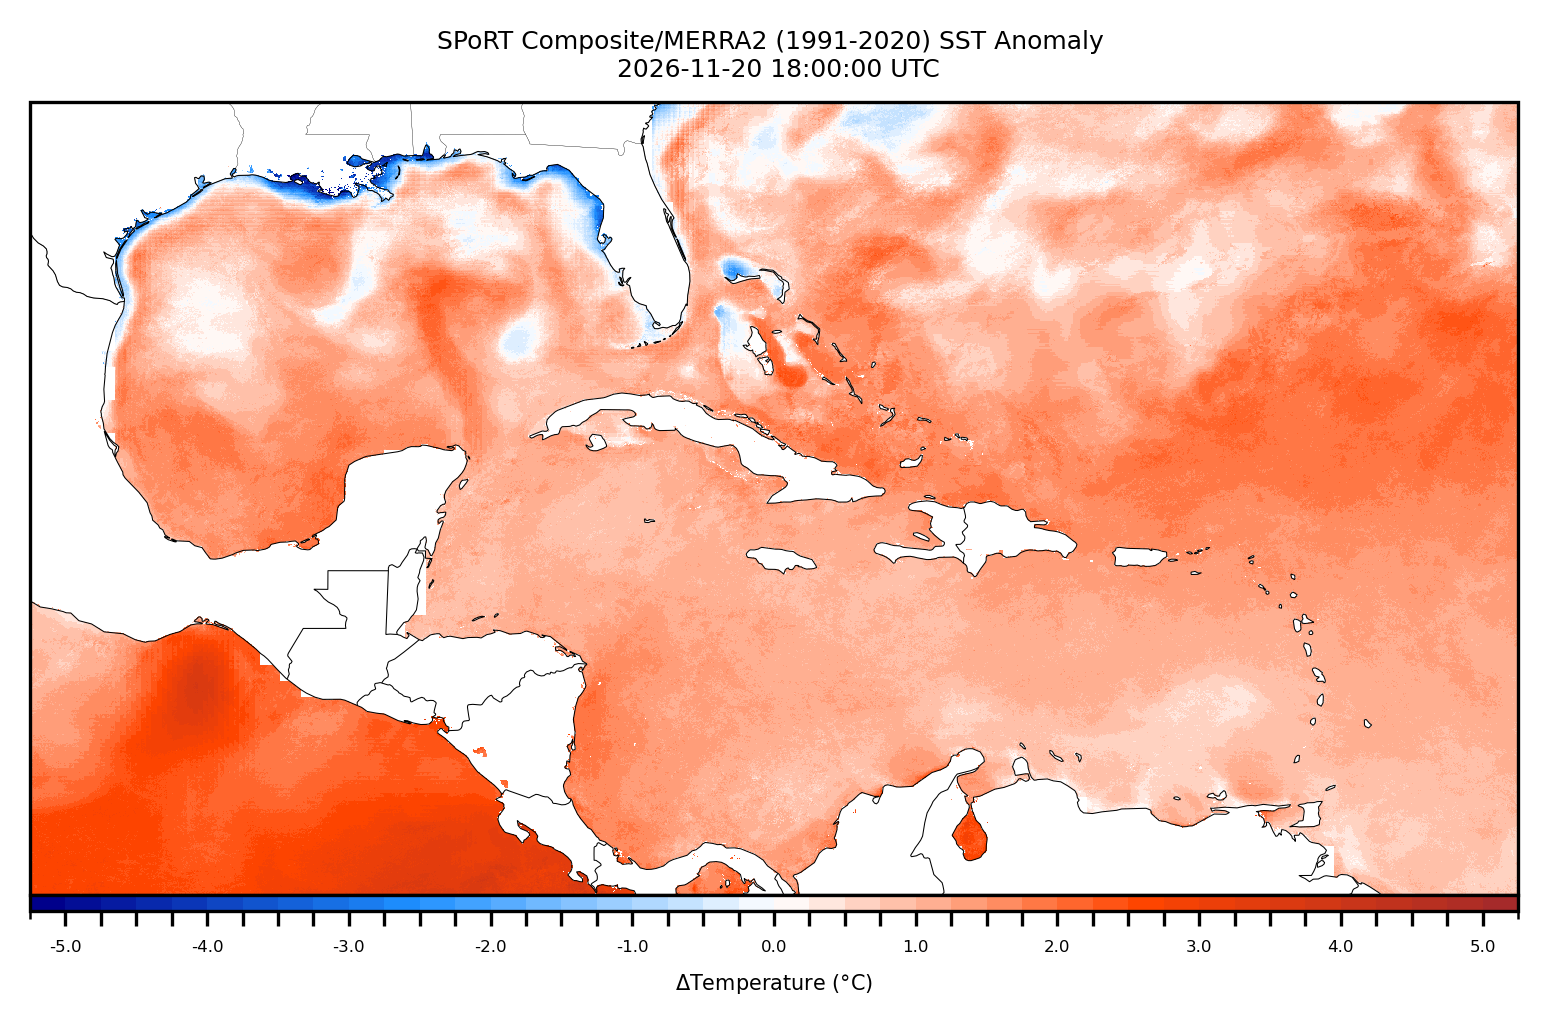 SPoRT Composite/MERRA2 (1991-2020) SST Anomaly
2026-11-20 18:00:00 UTC
-5.0 -4.0 -3.0 -2.0 -1.0 0.0 1.0 2.0 3.0 4.0 5.0
ΔTemperature (°C)